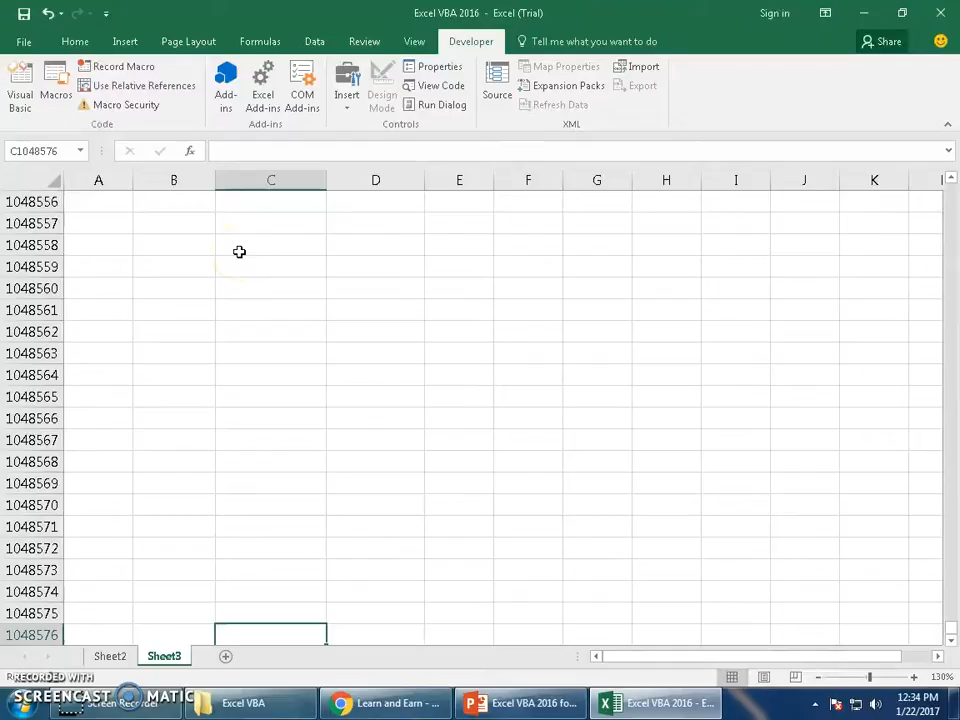 Excel VBA 2016 - Excel (Trial)
Sign in
File Home Insert Page Layout Formulas Data Review View Developer Tell me what you want to do Share
Visual Basic
Macros
Record Macro
Use Relative References
Macro Security
Code
Add-ins
Excel Add-ins
COM Add-ins
Add-ins
Insert
Design Mode
Properties
View Code
Run Dialog
Controls
Source
Map Properties
Expansion Packs
Refresh Data
Import
Export
XML
C1048576
fx
A B C D E F G H I J K
1048556
1048557
1048558
1048559
1048560
1048561
1048562
1048563
1048564
1048565
1048566
1048567
1048568
1048569
1048570
1048571
1048572
1048573
1048574
1048575
1048576
Sheet2 Sheet3
130%
RECORDED WITH
SCREENCAST MATIC
Screen Recorder
Excel VBA
Learn and Earn - ...
Excel VBA 2016 fo...
Excel VBA 2016 - E...
12:34 PM
1/22/2017